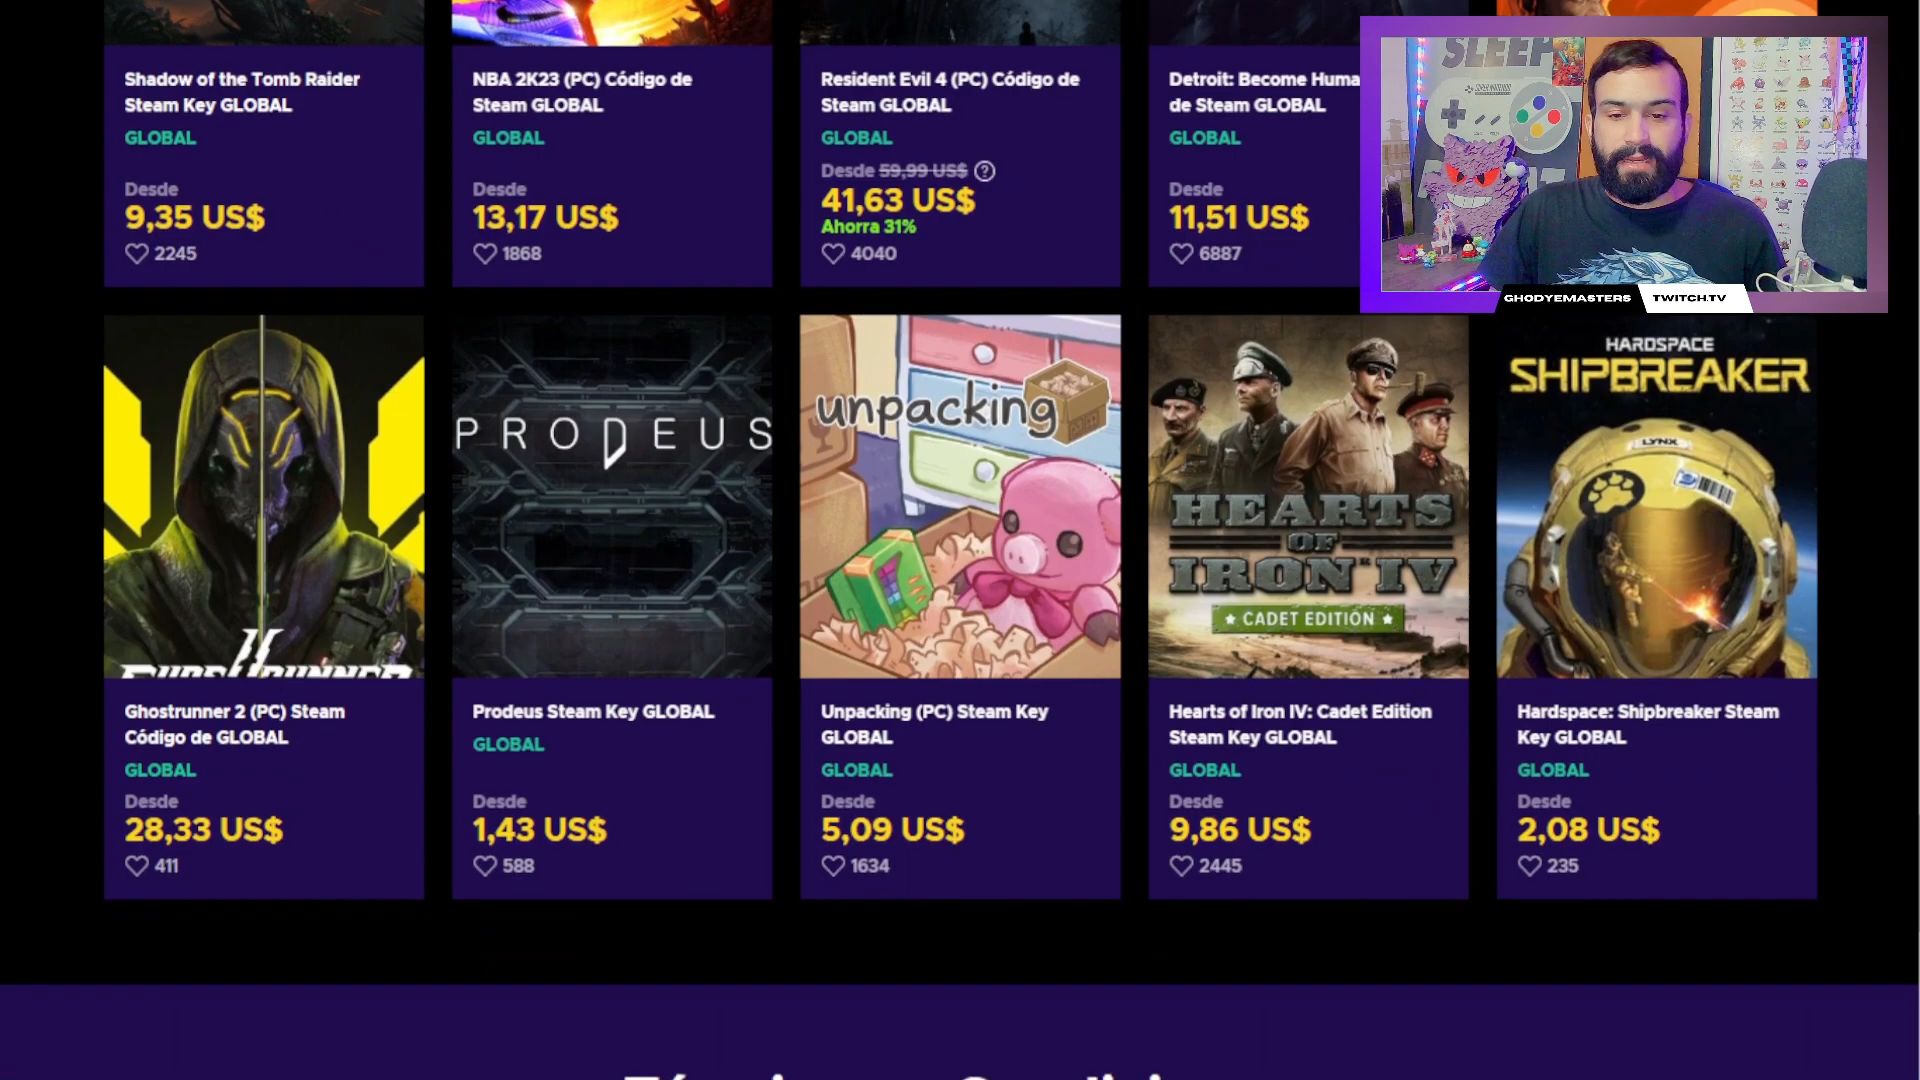 Shadow of the Tomb Raider
Steam Key GLOBAL
GLOBAL
Desde
9,35 US$
2245
NBA 2K23 (PC) Código de
Steam GLOBAL
GLOBAL
Desde
13,17 US$
1868
Resident Evil 4 (PC) Código de
Steam GLOBAL
GLOBAL
Desde 59,99 US$ ?
41,63 US$
Ahorra 31%
4040
Detroit: Become Huma
de Steam GLOBAL
GLOBAL
Desde
11,51 US$
6887
SLEEP
GHODYEMASTERS TWITCH.TV
Ghostrunner 2 (PC) Steam
Código de GLOBAL
GLOBAL
Desde
28,33 US$
411
PRODEUS
Prodeus Steam Key GLOBAL
GLOBAL
Desde
1,43 US$
588
unpacking
Unpacking (PC) Steam Key
GLOBAL
GLOBAL
Desde
5,09 US$
1634
HEARTS
OF
IRON IV
★ CADET EDITION ★
Hearts of Iron IV: Cadet Edition
Steam Key GLOBAL
GLOBAL
Desde
9,86 US$
2445
HARDSPACE
SHIPBREAKER
LYNX
Hardspace: Shipbreaker Steam
Key GLOBAL
GLOBAL
Desde
2,08 US$
235